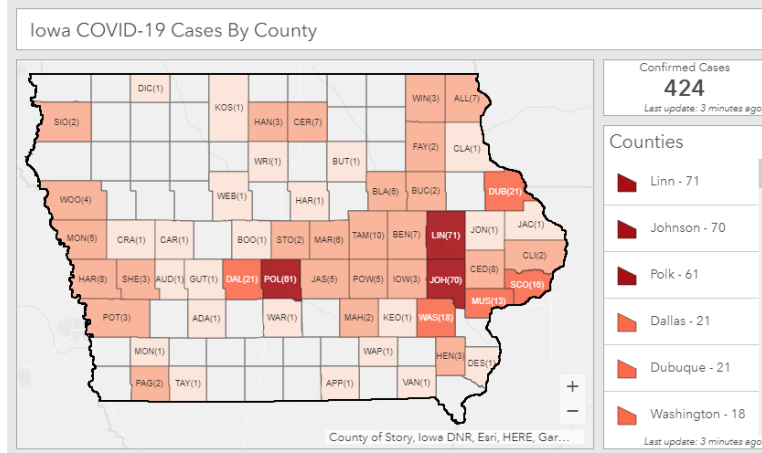 Iowa COVID-19 Cases By County
DIC(1)
KOS(1)
WIN(3) ALL(7)
SIO(2)
HAN(3) CER(7)
FAY(2) CLA(1)
WRI(1) BUT(1)
WOO(4)
WEB(1) HAR(1)
BLA(6) BUC(2) DUB(21)
MON(5) CRA(1) CAR(1) BOO(1) STO(2) MAR(6) TAM(10) BEN(7) LIN(71) JON(1) JAC(1)
CLI(2)
HAR(8) SHE(3) AUD(1) GUT(1) DAL(21) POL(61) JAS(5) POW(5) IOW(3) JOH(70) CED(8) SCO(16)
MUS(13)
POT(3) ADA(1) WAR(1) MAH(2) KEO(1) WAS(18)
MON(1) WAP(1) HEN(3) DES(1)
PAG(2) TAY(1) APP(1) VAN(1)
+
−
County of Story, Iowa DNR, Esri, HERE, Gar...
Confirmed Cases
424
Last update: 3 minutes ago
Counties
Linn - 71
Johnson - 70
Polk - 61
Dallas - 21
Dubuque - 21
Washington - 18
Last update: 3 minutes ago